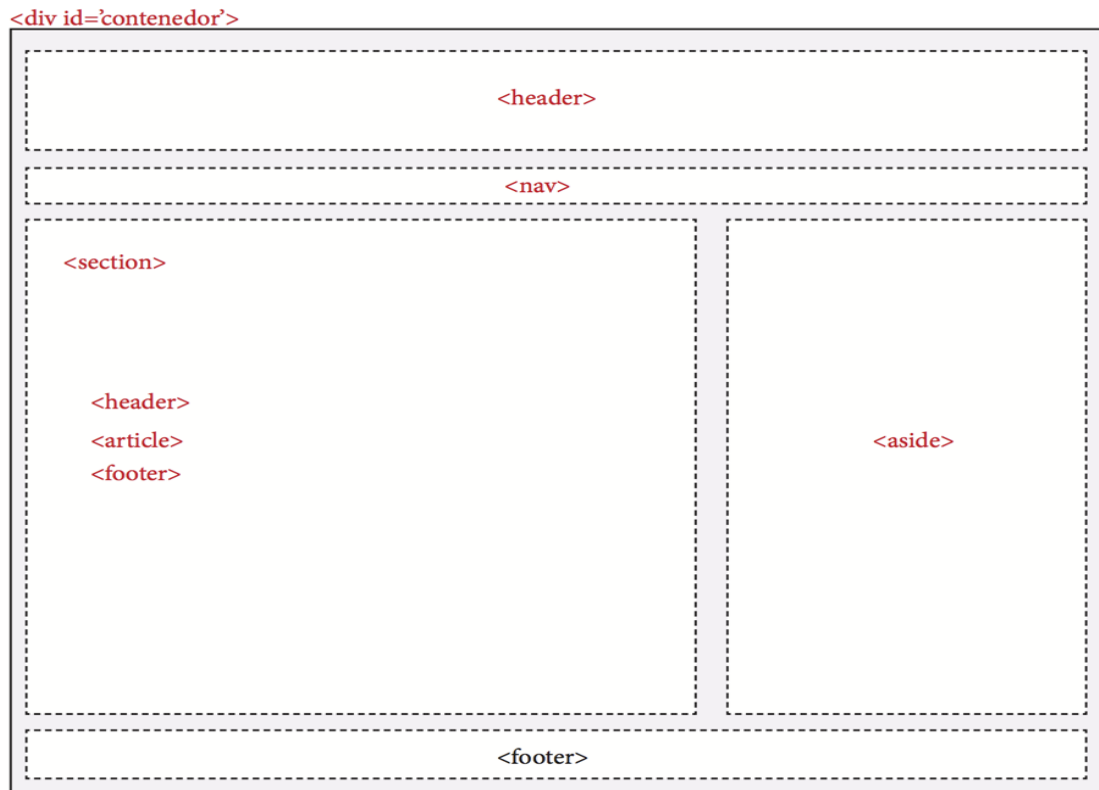 <div id=’contenedor’>
<header>
<nav>
<section>
<header>
<article>
<footer>
<aside>
<footer>